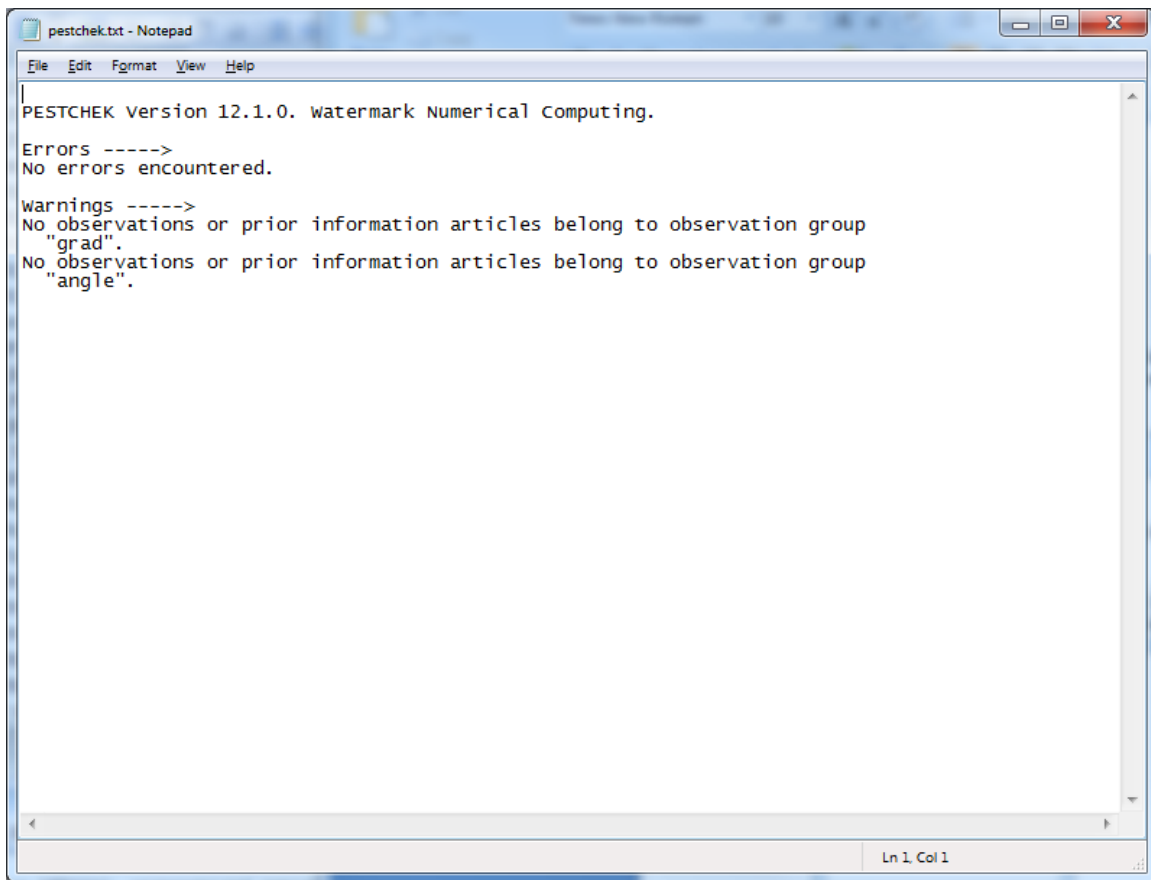 pestchek.txt - Notepad
File Edit Format View Help
PESTCHEK Version 12.1.0. Watermark Numerical Computing.
Errors ----->
No errors encountered.
Warnings ----->
No observations or prior information articles belong to observation group
"grad".
No observations or prior information articles belong to observation group
"angle".
Ln 1, Col 1